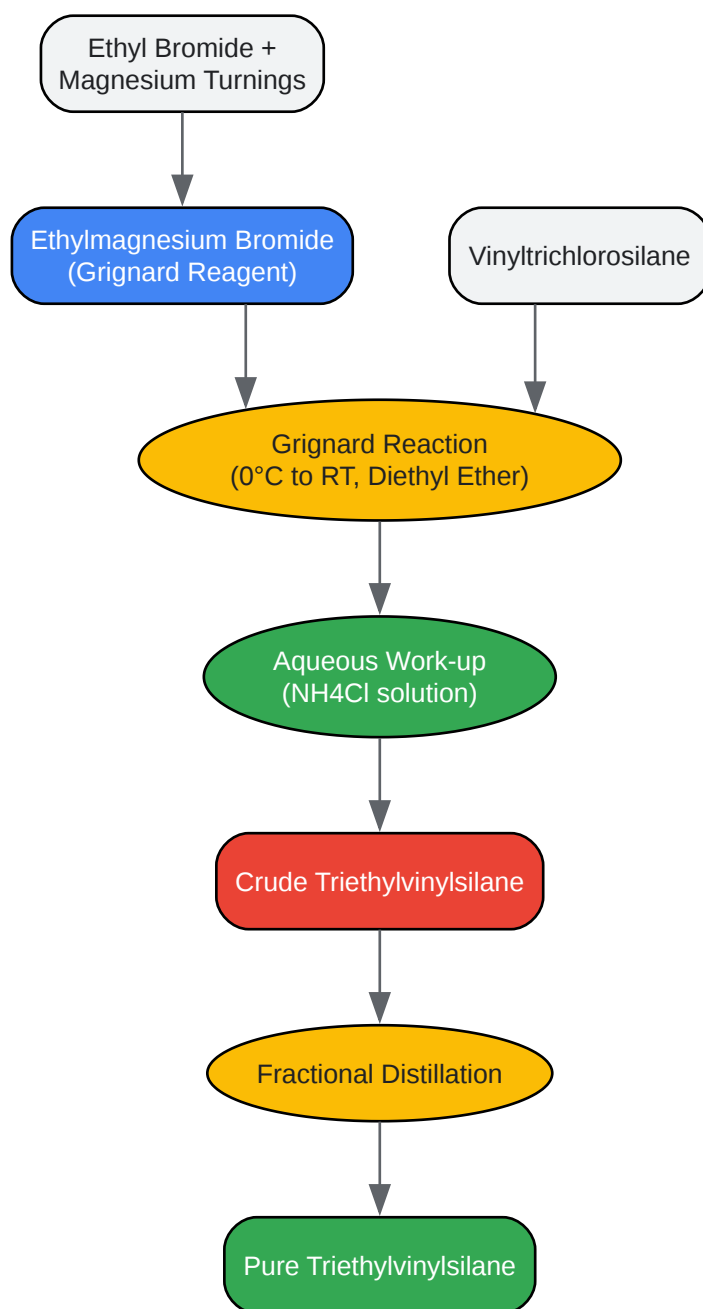 Ethyl Bromide +
Magnesium Turnings
Ethylmagnesium Bromide
(Grignard Reagent)
Vinyltrichlorosilane
Grignard Reaction
(0°C to RT, Diethyl Ether)
Aqueous Work-up
(NH4Cl solution)
Crude Triethylvinylsilane
Fractional Distillation
Pure Triethylvinylsilane